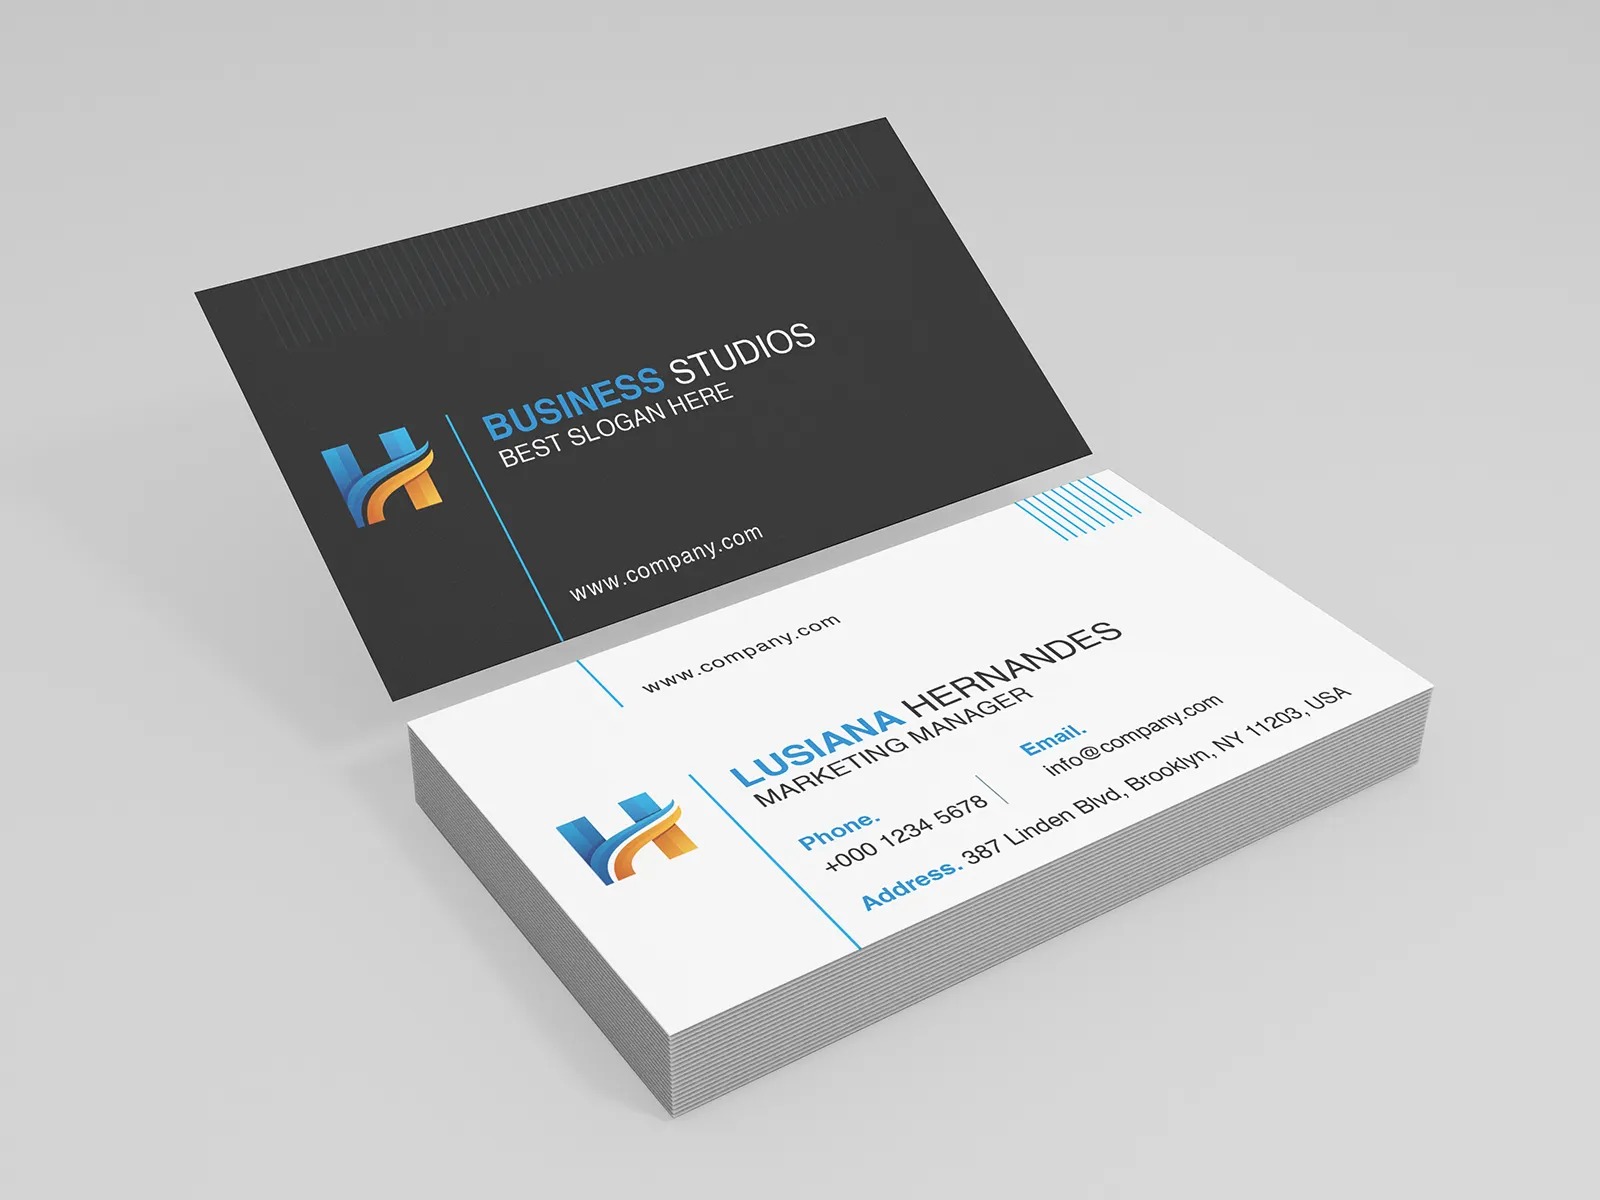 BUSINESS STUDIOS
BEST SLOGAN HERE
www.company.com
www.company.com
LUSIANA HERNANDES
MARKETING MANAGER
Phone.
+000 1234 5678
Email.
info@company.com
Address. 387 Linden Blvd, Brooklyn, NY 11203, USA